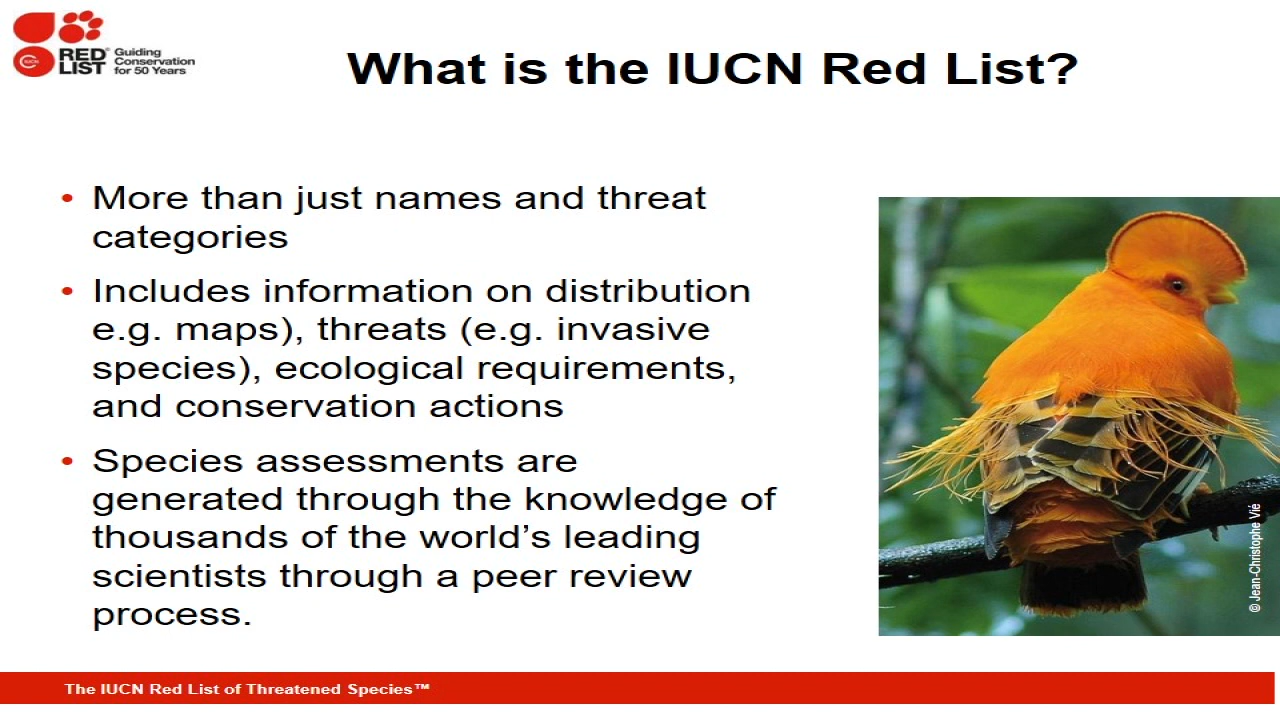 IUCN
RED
LIST
Guiding
Conservation
for 50 Years
What is the IUCN Red List?
• More than just names and threat
categories
• Includes information on distribution
e.g. maps), threats (e.g. invasive
species), ecological requirements,
and conservation actions
• Species assessments are
generated through the knowledge of
thousands of the world’s leading
scientists through a peer review
process.
© Jean-Christophe Vié
The IUCN Red List of Threatened Species™